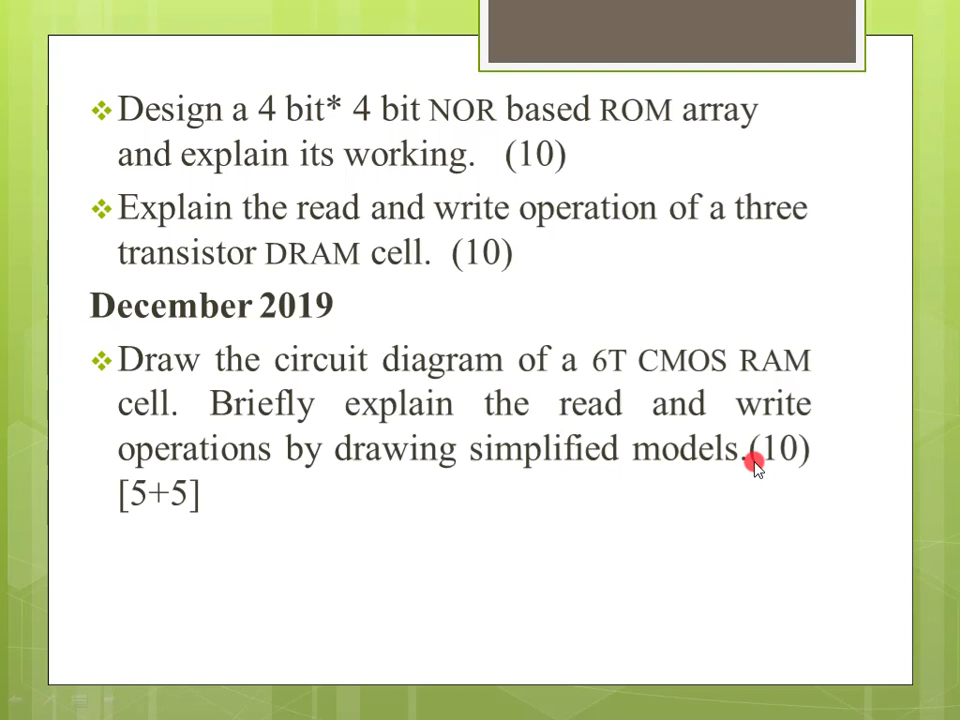 Design a 4 bit* 4 bit NOR based ROM array
and explain its working. (10)
Explain the read and write operation of a three
transistor DRAM cell. (10)
December 2019
Draw the circuit diagram of a 6T CMOS RAM
cell. Briefly explain the read and write
operations by drawing simplified models.(10)
[5+5]